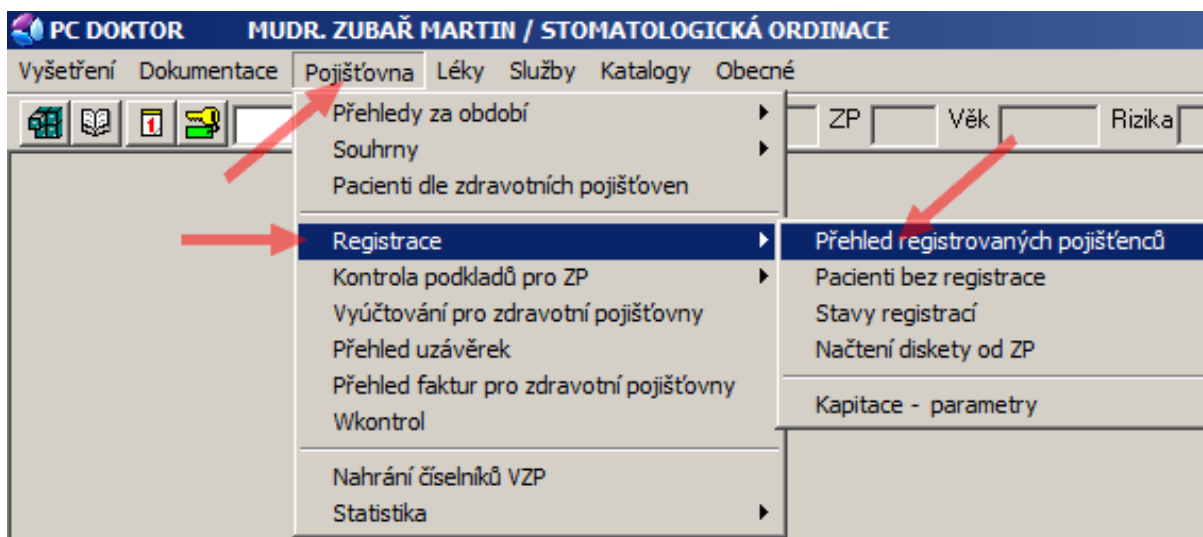 PC DOKTOR MUDR. ZUBAŘ MARTIN / STOMATOLOGICKÁ ORDINACE
Vyšetření Dokumentace Pojišťovna Léky Služby Katalogy Obecné
1 ZP Věk Rizika
Přehledy za období
Souhrny
Pacienti dle zdravotních pojišťoven
Registrace
Kontrola podkladů pro ZP
Vyúčtování pro zdravotní pojišťovny
Přehled uzávěrek
Přehled faktur pro zdravotní pojišťovny
Wkontrol
Nahrání číselníků VZP
Statistika
Přehled registrovaných pojištěnců
Pacienti bez registrace
Stavy registrací
Načtení diskety od ZP
Kapitace - parametry